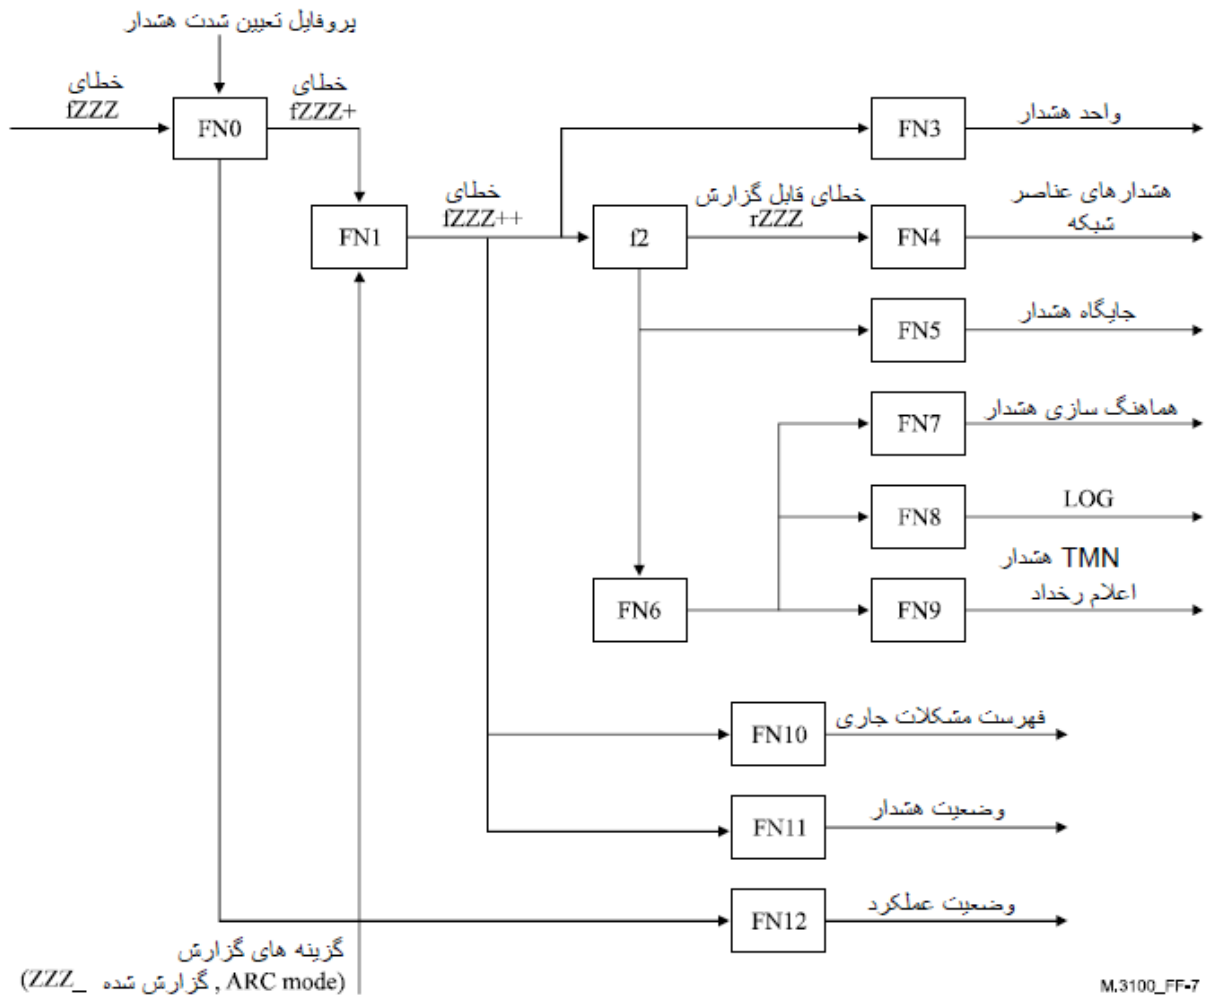 پروفایل تعیین شدت هشدار
خطای
fZZZ
FN0
خطای
fZZZ+
FN1
خطای
fZZZ++
f2
خطای قابل گزارش
rZZZ
FN3
واحد هشدار
FN4
هشدارهای عناصر
شبکه
FN5
جایگاه هشدار
FN7
هماهنگ سازی هشدار
FN8
LOG
FN6
FN9
هشدار TMN
اعلام رخداد
FN10
فهرست مشکلات جاری
FN11
وضعیت هشدار
FN12
وضعیت عملکرد
گزینه های گزارش
(ZZZ_ گزارش شده , ARC mode)
M.3100_FF-7